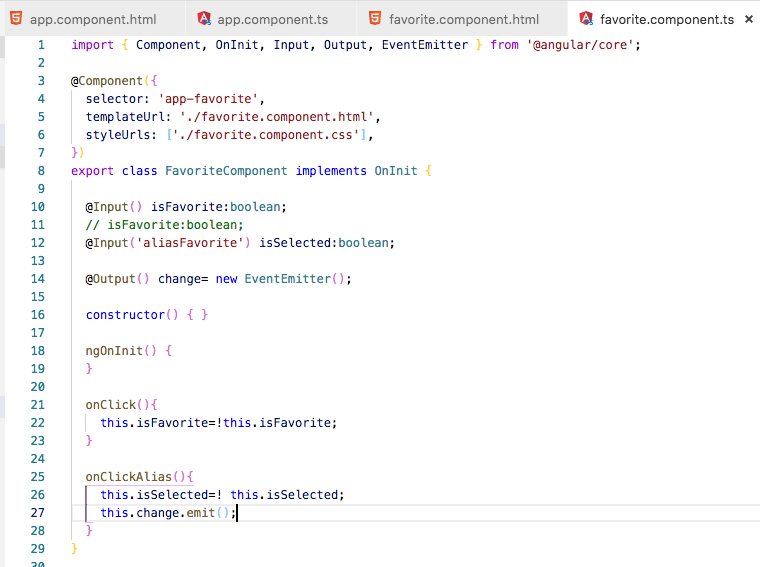 app.component.html app.component.ts favorite.component.html favorite.component.ts ×
1 import { Component, OnInit, Input, Output, EventEmitter } from '@angular/core';
2
3 @Component({
4 selector: 'app-favorite',
5 templateUrl: './favorite.component.html',
6 styleUrls: ['./favorite.component.css'],
7 })
8 export class FavoriteComponent implements OnInit {
9
10 @Input() isFavorite:boolean;
11 // isFavorite:boolean;
12 @Input('aliasFavorite') isSelected:boolean;
13
14 @Output() change= new EventEmitter();
15
16 constructor() { }
17
18 ngOnInit() {
19 }
20
21 onClick(){
22 this.isFavorite=!this.isFavorite;
23 }
24
25 onClickAlias(){
26 this.isSelected=! this.isSelected;
27 this.change.emit();
28 }
29 }
30